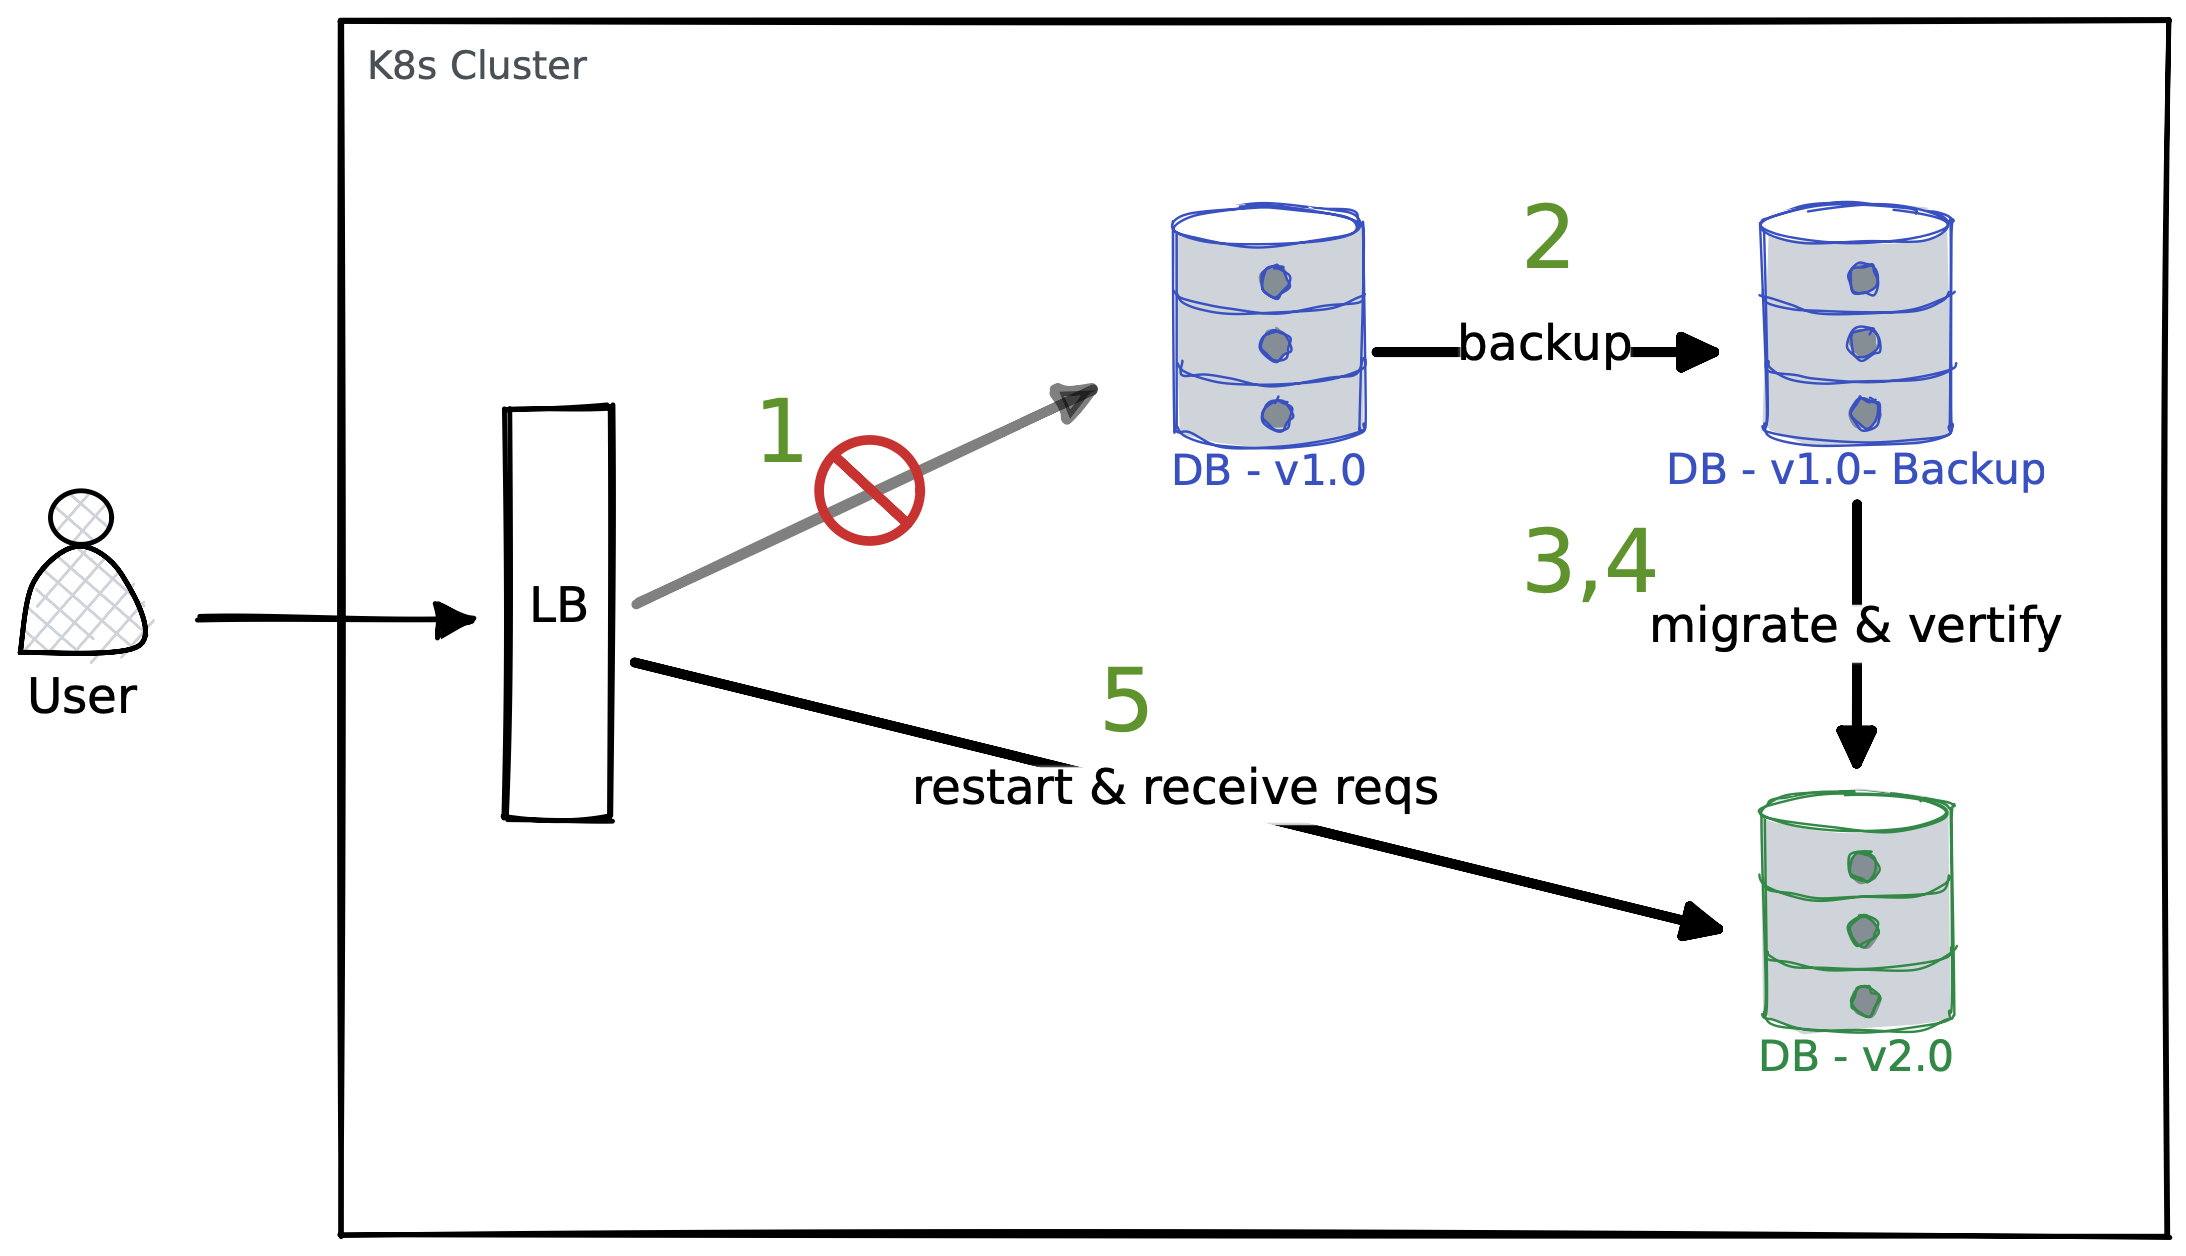 K8s Cluster
2
backup
1
DB - v1.0
DB - v1.0- Backup
3,4
LB
migrate & vertify
User
5
restart & receive reqs
DB - v2.0